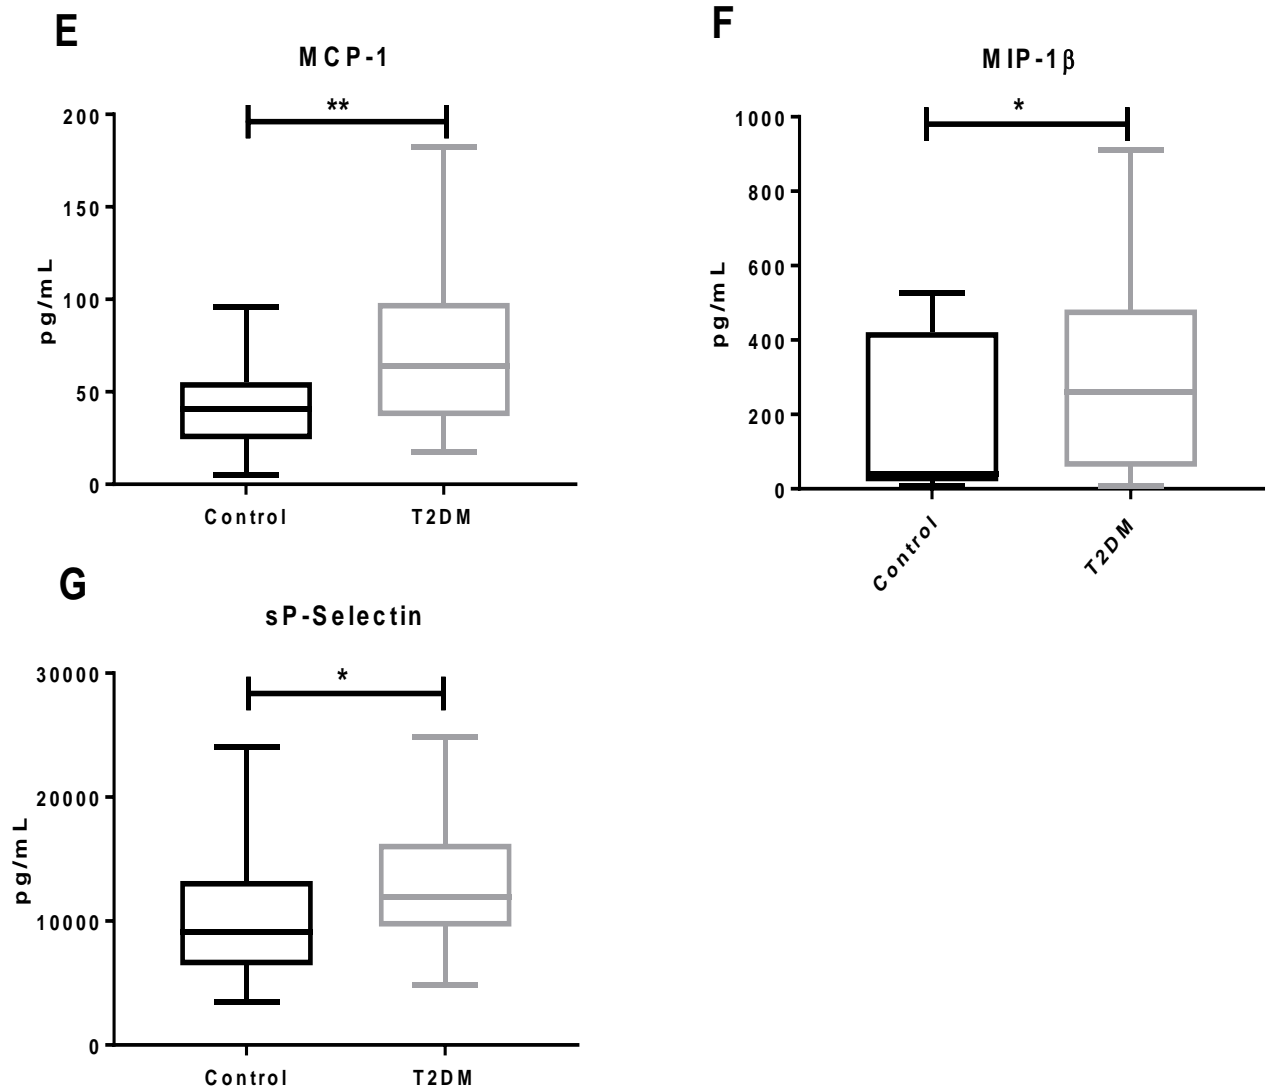 E
MCP-1
**
200
150
100
50
0
pg/mL
Control T2DM
F
MIP-1β
*
1000
800
600
400
200
0
pg/mL
Control T2DM
G
sP-Selectin
*
30000
20000
10000
0
pg/mL
Control T2DM